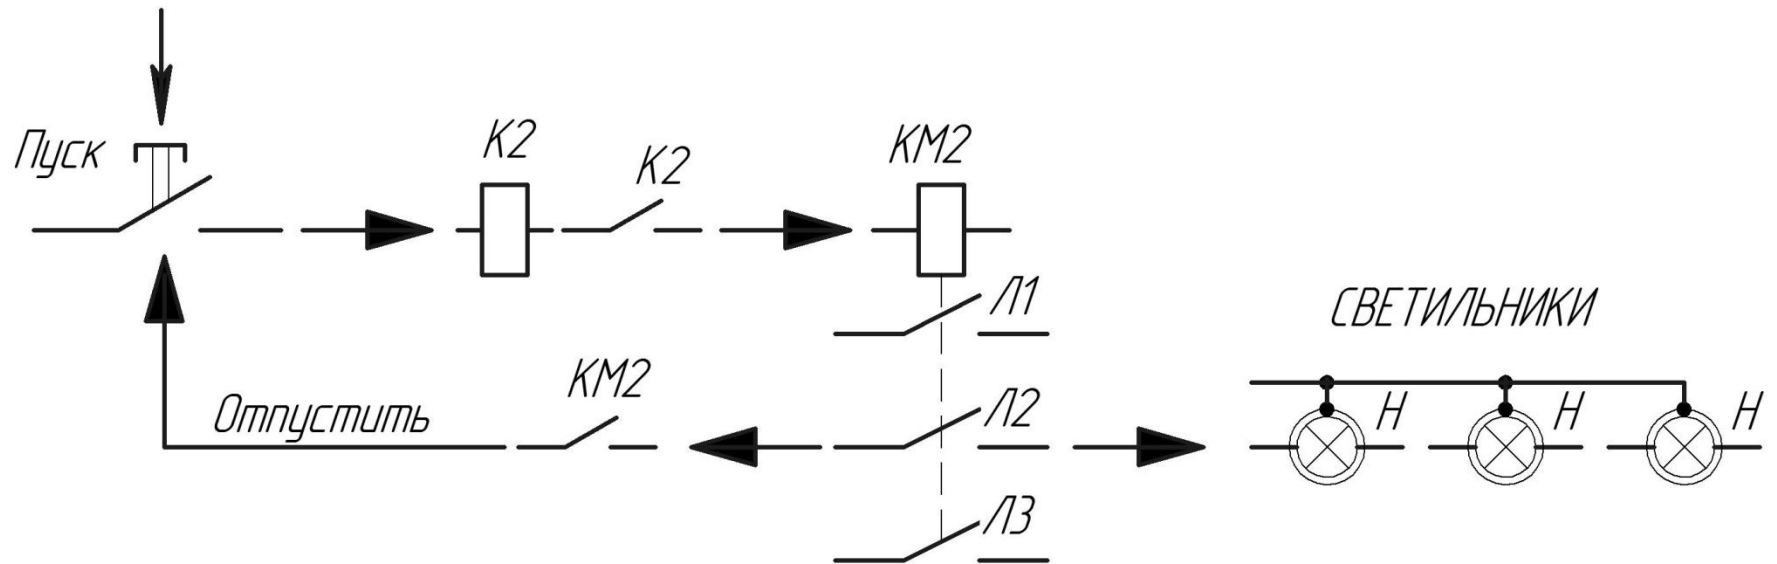 Пуск
К2
К2
КМ2
Л1
СВЕТИЛЬНИКИ
Отпустить
КМ2
Л2
Н
Н
Н
Л3